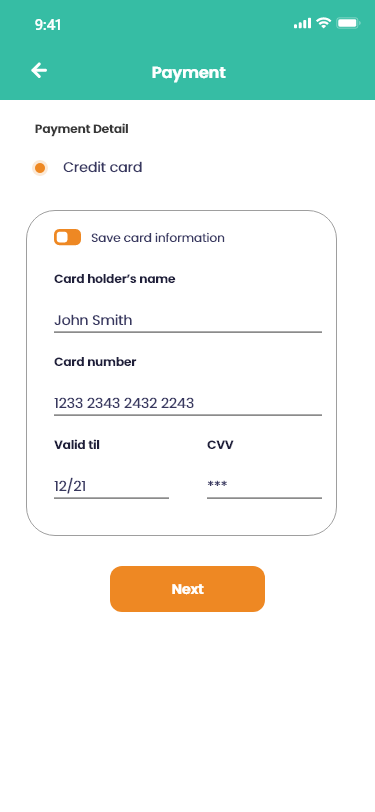 9:41
Payment
Payment Detail
Credit card
Save card information
Card holder's name
John Smith
Card number
1233 2343 2432 2243
Valid til CVV
12/21 ***
Next